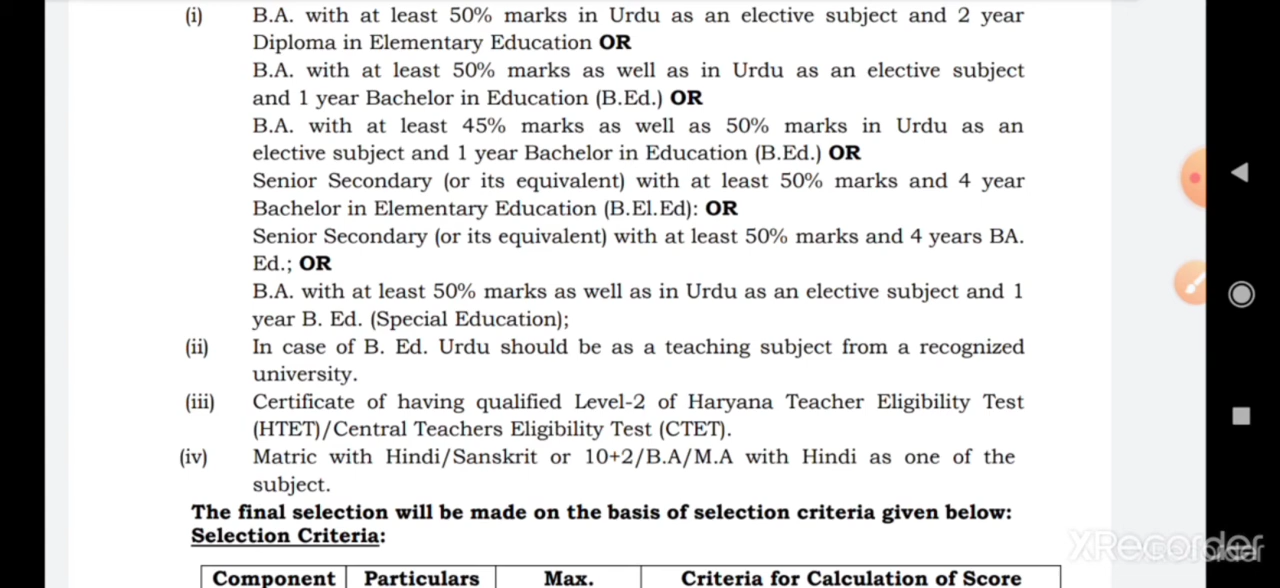 (i) B.A. with at least 50% marks in Urdu as an elective subject and 2 year
Diploma in Elementary Education OR
B.A. with at least 50% marks as well as in Urdu as an elective subject
and 1 year Bachelor in Education (B.Ed.) OR
B.A. with at least 45% marks as well as 50% marks in Urdu as an
elective subject and 1 year Bachelor in Education (B.Ed.) OR
Senior Secondary (or its equivalent) with at least 50% marks and 4 year
Bachelor in Elementary Education (B.El.Ed): OR
Senior Secondary (or its equivalent) with at least 50% marks and 4 years BA.
Ed.; OR
B.A. with at least 50% marks as well as in Urdu as an elective subject and 1
year B. Ed. (Special Education);
(ii) In case of B. Ed. Urdu should be as a teaching subject from a recognized
university.
(iii) Certificate of having qualified Level-2 of Haryana Teacher Eligibility Test
(HTET)/Central Teachers Eligibility Test (CTET).
(iv) Matric with Hindi/Sanskrit or 10+2/B.A/M.A with Hindi as one of the
subject.
The final selection will be made on the basis of selection criteria given below:
Selection Criteria:
XRecorder
Component Particulars Max. Criteria for Calculation of Score